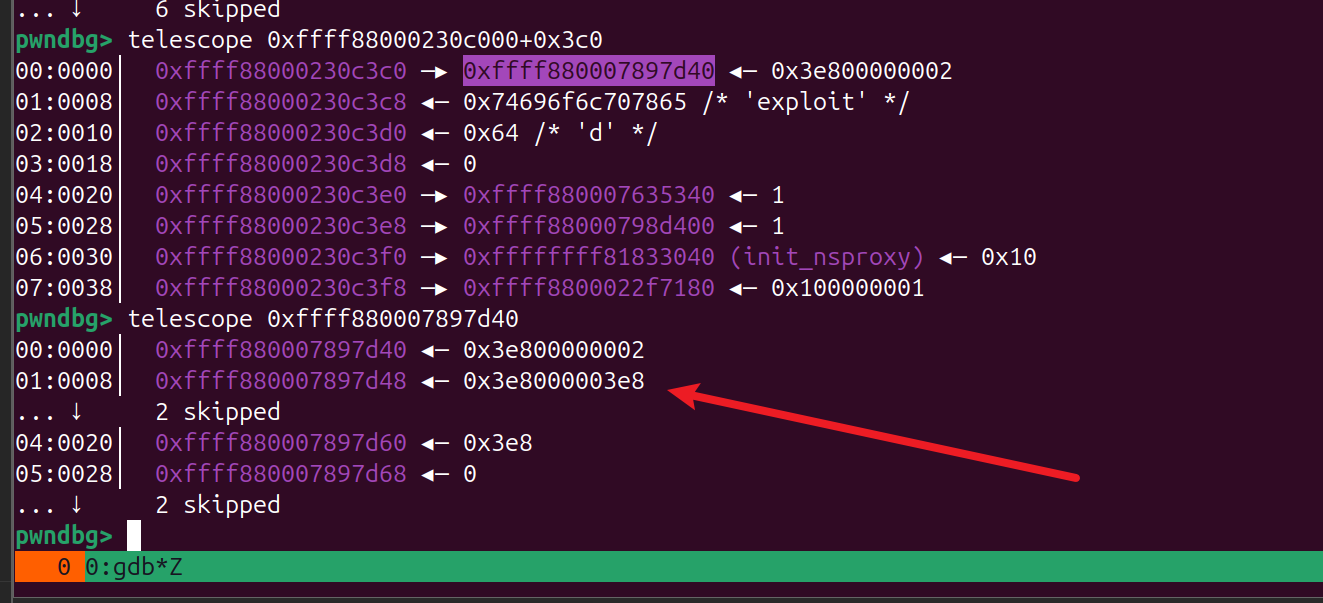 ... ↓     6 skipped
pwndbg> telescope 0xffff88000230c000+0x3c0
00:0000│  0xffff88000230c3c0 —▸ 0xffff880007897d40 ◂— 0x3e800000002
01:0008│  0xffff88000230c3c8 ◂— 0x74696f6c707865 /* 'exploit' */
02:0010│  0xffff88000230c3d0 ◂— 0x64 /* 'd' */
03:0018│  0xffff88000230c3d8 ◂— 0
04:0020│  0xffff88000230c3e0 —▸ 0xffff880007635340 ◂— 1
05:0028│  0xffff88000230c3e8 —▸ 0xffff88000798d400 ◂— 1
06:0030│  0xffff88000230c3f0 —▸ 0xffffffff81833040 (init_nsproxy) ◂— 0x10
07:0038│  0xffff88000230c3f8 —▸ 0xffff8800022f7180 ◂— 0x100000001
pwndbg> telescope 0xffff880007897d40
00:0000│  0xffff880007897d40 ◂— 0x3e800000002
01:0008│  0xffff880007897d48 ◂— 0x3e8000003e8
... ↓     2 skipped
04:0020│  0xffff880007897d60 ◂— 0x3e8
05:0028│  0xffff880007897d68 ◂— 0
... ↓     2 skipped
pwndbg>
0 0:gdb*Z